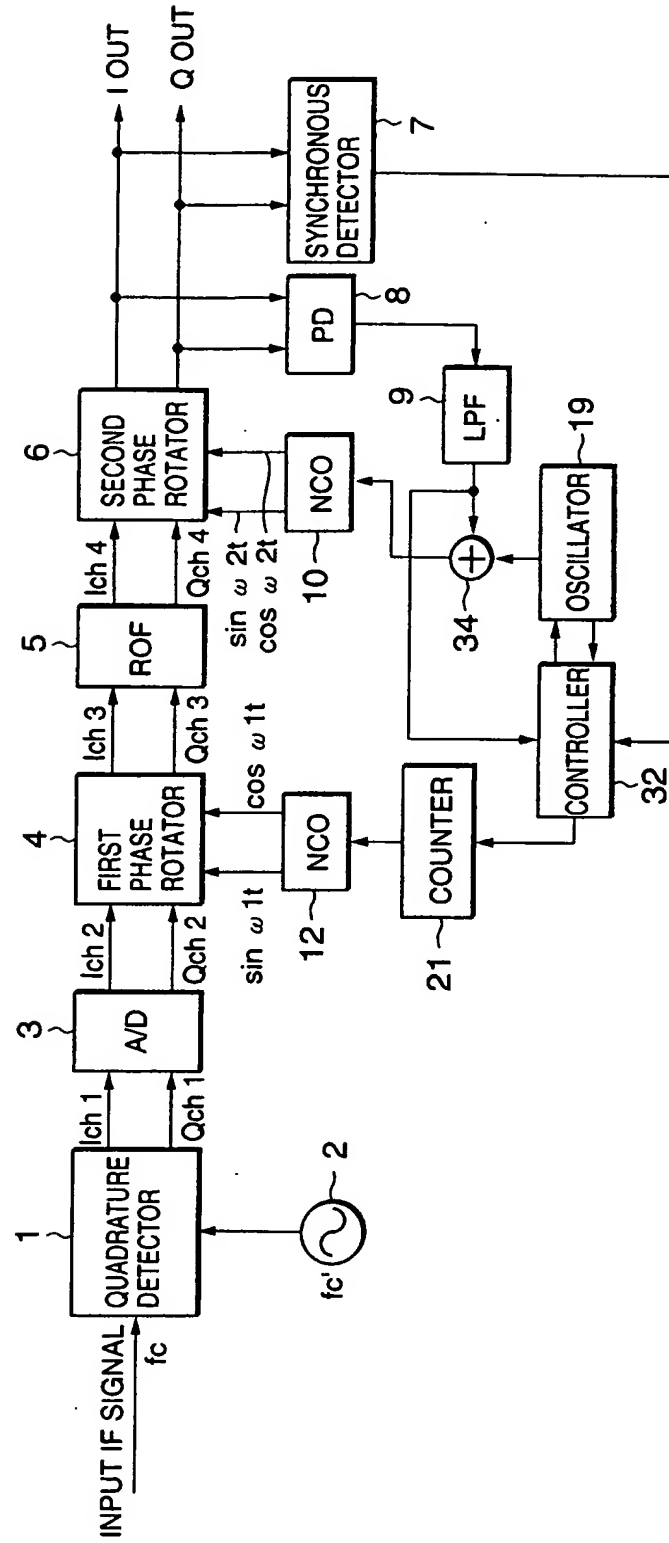 INPUT IF SIGNAL
fc
1
QUADRATURE
DETECTOR
fc'
2
Ich 1
Qch 1
3
A/D
Ich 2
Qch 2
4
FIRST
PHASE
ROTATOR
sin ω 1t
cos ω 1t
12
NCO
21
COUNTER
Ich 3
Qch 3
5
ROF
Ich 4
Qch 4
6
SECOND
PHASE
ROTATOR
sin ω 2t
cos ω 2t
10
NCO
34
+
9
LPF
PD
8
SYNCHRONOUS
DETECTOR
7
I OUT
Q OUT
OSCILLATOR
19
CONTROLLER
32